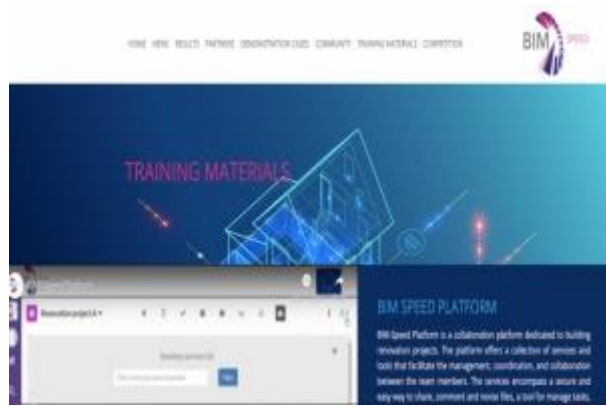 HOME NEWS RESULTS PARTNERS DEMONSTRATION CASES COMMUNITY TRAINING MATERIALS COMPETITION
BIM SPEED
TRAINING MATERIALS
Renovation project A
BIM SPEED PLATFORM
BIM-Speed Platform is a collaboration platform dedicated to building
renovation projects. The platform offers a collection of services and
tools that facilitate the management, coordination, and collaboration
between the team members. The services encompass a secure and
easy way to share, comment and review files, a tool for manage tasks,